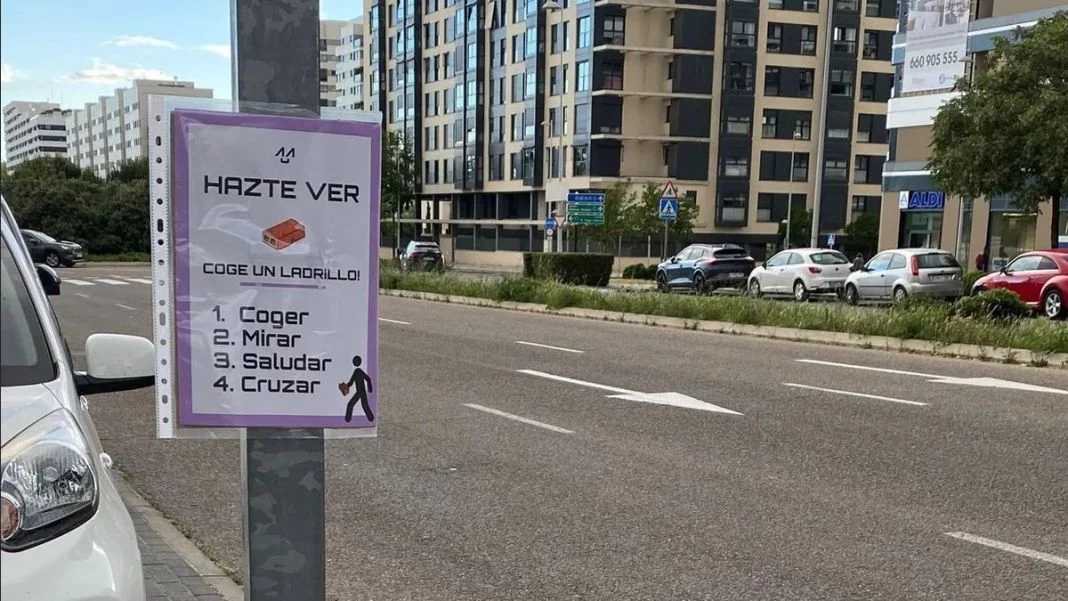 HAZTE VER
COGE UN LADRILLO!
1. Coger
2. Mirar
3. Saludar
4. Cruzar
660 905 555
ALDI